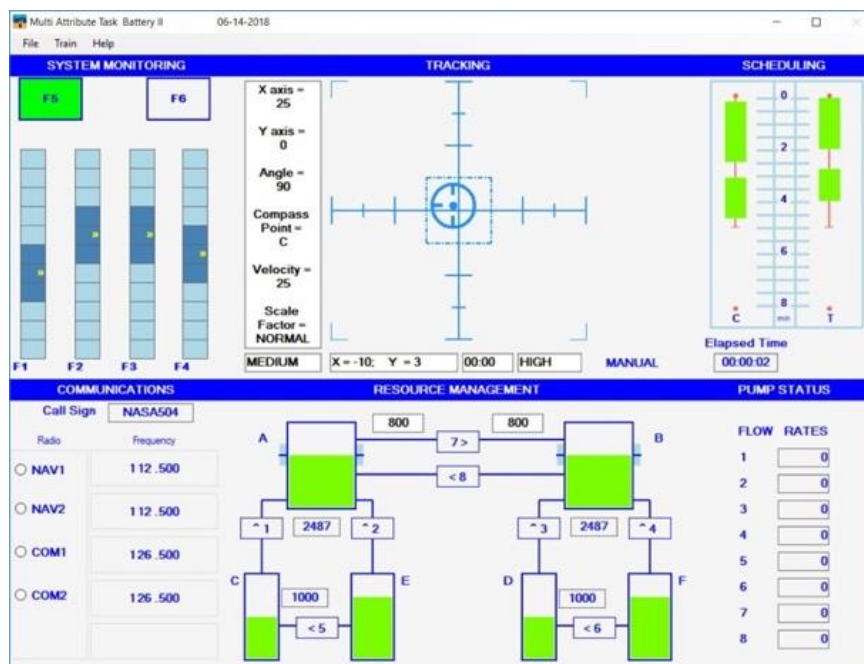 Multi Attribute Task Battery II 06-14-2018
File Train Help
SYSTEM MONITORING
F5 F6
F1 F2 F3 F4
TRACKING
X axis =
25
Y axis =
0
Angle =
90
Compass
Point =
C
Velocity =
25
Scale
Factor =
NORMAL
MEDIUM X = -10; Y = 3 00:00 HIGH MANUAL
SCHEDULING
0
2
4
6
8
C min T
Elapsed Time
00:00:02
COMMUNICATIONS
Call Sign NASA504
Radio Frequency
NAV1 112.500
NAV2 112.500
COM1 126.500
COM2 126.500
RESOURCE MANAGEMENT
800 800
A 7 > B
< 8
^ 1 2487 ^ 2 ^ 3 2487 ^ 4
C E D F
1000 1000
< 5 < 6
PUMP STATUS
FLOW RATES
1 0
2 0
3 0
4 0
5 0
6 0
7 0
8 0